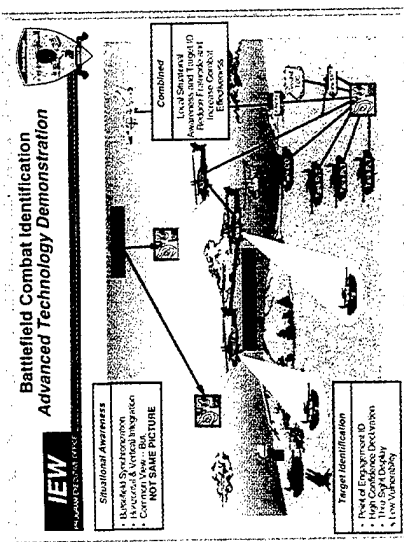 Battlefield Combat Identification
Advanced Technology Demonstration
IEW
Situational Awareness
• Battlefield Synchronization
• Horizontal & Vertical Integration
• Common View -- But
NOT SAME PICTURE
Combined
Local Situational
Awareness and Target ID
Reduce Fratricide and
Increase Combat
Effectiveness
Target Identification
• Point of Engagement ID
• High Confidence Declaration
• Thru Sight Display
• Low Vulnerability